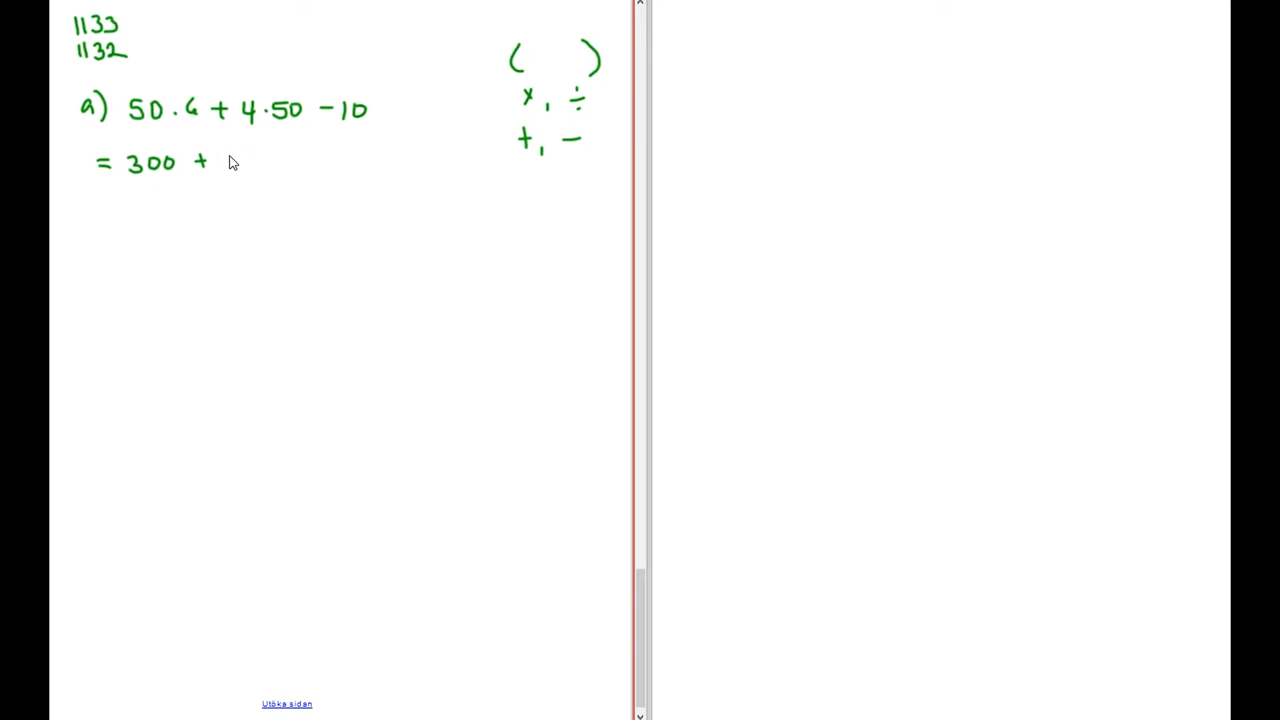 1133
1132
a) 50 · 6 + 4 · 50 - 10
= 300 +
( )
×, ÷
+, -
Utöka sidan